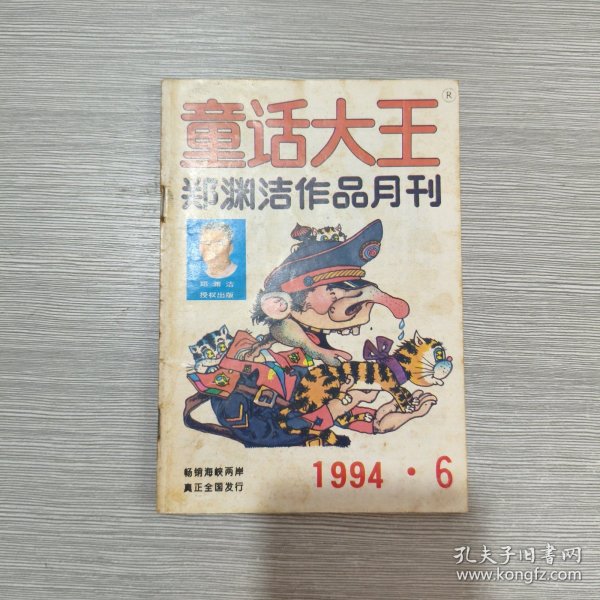 童话大王
®
郑渊洁作品月刊
郑渊洁
授权出版
畅销海峡两岸
真正全国发行
1994·6
孔夫子旧书网
www.kongfz.com